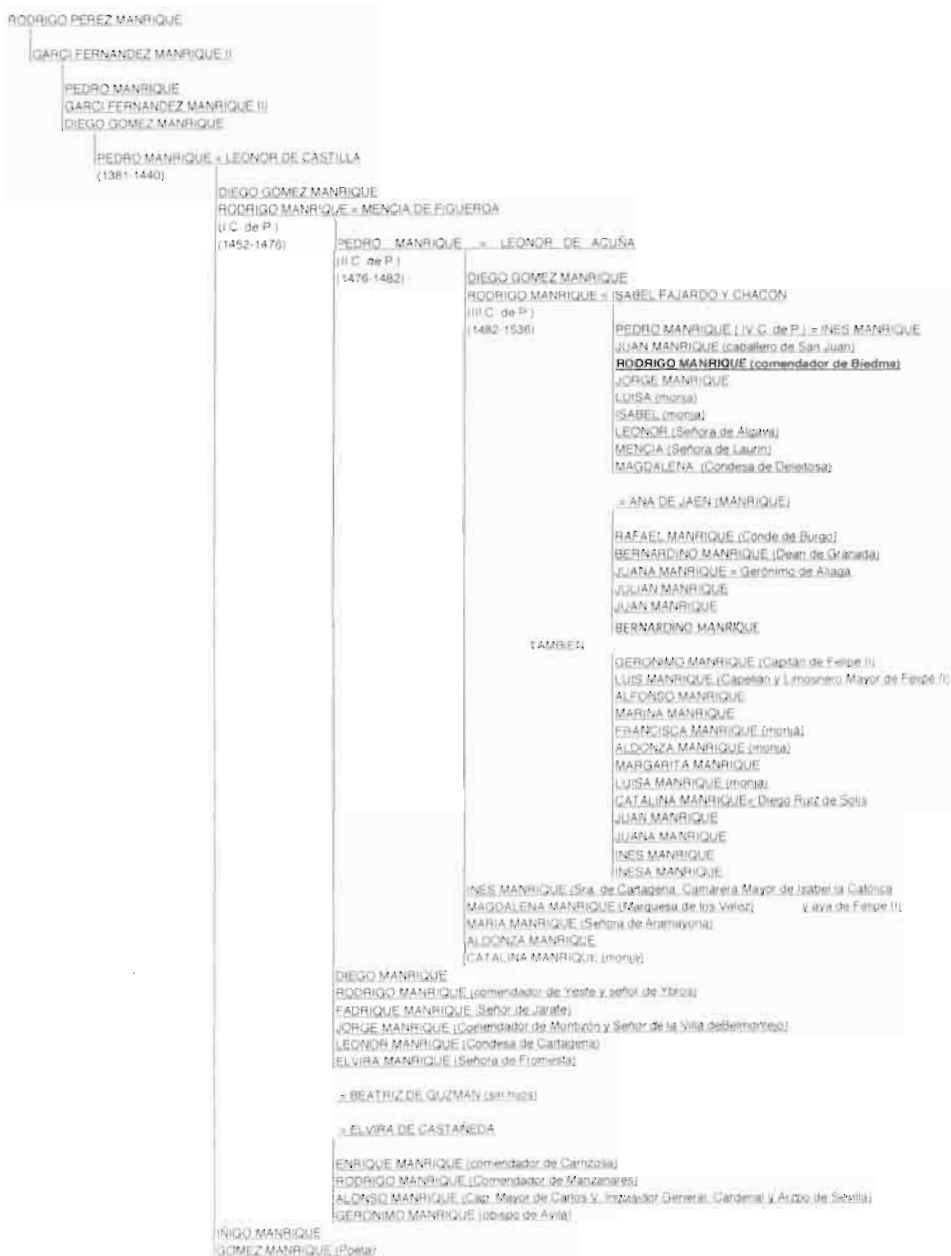 RODRIGO PEREZ MANRIQUE
GARCI FERNANDEZ MANRIQUE II
PEDRO MANRIQUE
GARCI FERNANDEZ MANRIQUE III
DIEGO GOMEZ MANRIQUE
PEDRO MANRIQUE = LEONOR DE CASTILLA
(1381-1440)
DIEGO GOMEZ MANRIQUE
RODRIGO MANRIQUE = MENCIA DE FIGUEROA
(I C. de P.)
(1452-1476)
PEDRO MANRIQUE = LEONOR DE ACUÑA
(II C. de P.)
(1476-1482)
DIEGO GOMEZ MANRIQUE
RODRIGO MANRIQUE = ISABEL FAJARDO Y CHACON
(III C. de P.)
(1482-1536)
PEDRO MANRIQUE ( IV C. de P.) = INES MANRIQUE
JUAN MANRIQUE (caballero de San Juan)
RODRIGO MANRIQUE (comendador de Biedma)
JORGE MANRIQUE
LUISA (monja)
ISABEL (monja)
LEONOR (Señora de Algava)
MENCIA (Señora de Laurin)
MAGDALENA (Condesa de Deleitosa)
= ANA DE JAEN (MANRIQUE)
RAFAEL MANRIQUE (Conde de Burgo)
BERNARDINO MANRIQUE (Dean de Granada)
JUANA MANRIQUE = Gerónimo de Aliaga
JULIAN MANRIQUE
JUAN MANRIQUE
BERNARDINO MANRIQUE
TAMBIEN
GERONIMO MANRIQUE (Capitán de Felipe II)
LUIS MANRIQUE (Capellán y Limosnero Mayor de Felipe II)
ALFONSO MANRIQUE
MARINA MANRIQUE
FRANCISCA MANRIQUE (monja)
ALDONZA MANRIQUE (monja)
MARGARITA MANRIQUE
LUISA MANRIQUE (monja)
CATALINA MANRIQUE= Diego Ruiz de Solis
JUAN MANRIQUE
JUANA MANRIQUE
INES MANRIQUE
INESA MANRIQUE
INES MANRIQUE (Sra. de Cartagena, Camarera Mayor de Isabel la Católica
MAGDALENA MANRIQUE (Marquesa de los Velez) y aya de Felipe II)
MARIA MANRIQUE (Señora de Aramayona)
ALDONZA MANRIQUE
CATALINA MANRIQUE (monja)
DIEGO MANRIQUE
RODRIGO MANRIQUE (comendador de Yeste y señor de Ybros)
FADRIQUE MANRIQUE (Señor de Jarafe)
JORGE MANRIQUE (Comendador de Montizón y Señor de la Villa deBelmontejo)
LEONOR MANRIQUE (Condesa de Cartagena)
ELVIRA MANRIQUE (Señora de Fromesta)
= BEATRIZ DE GUZMAN (sin hijos)
= ELVIRA DE CASTAÑEDA
ENRIQUE MANRIQUE (comendador de Carrizosa)
RODRIGO MANRIQUE (Comendador de Manzanares)
ALONSO MANRIQUE (Cap. Mayor de Carlos V, Inquisidor General, Cardenal y Arzpo de Sevilla)
GERONIMO MANRIQUE (obispo de Avila)
IÑIGO MANRIQUE
GOMEZ MANRIQUE (Poeta)